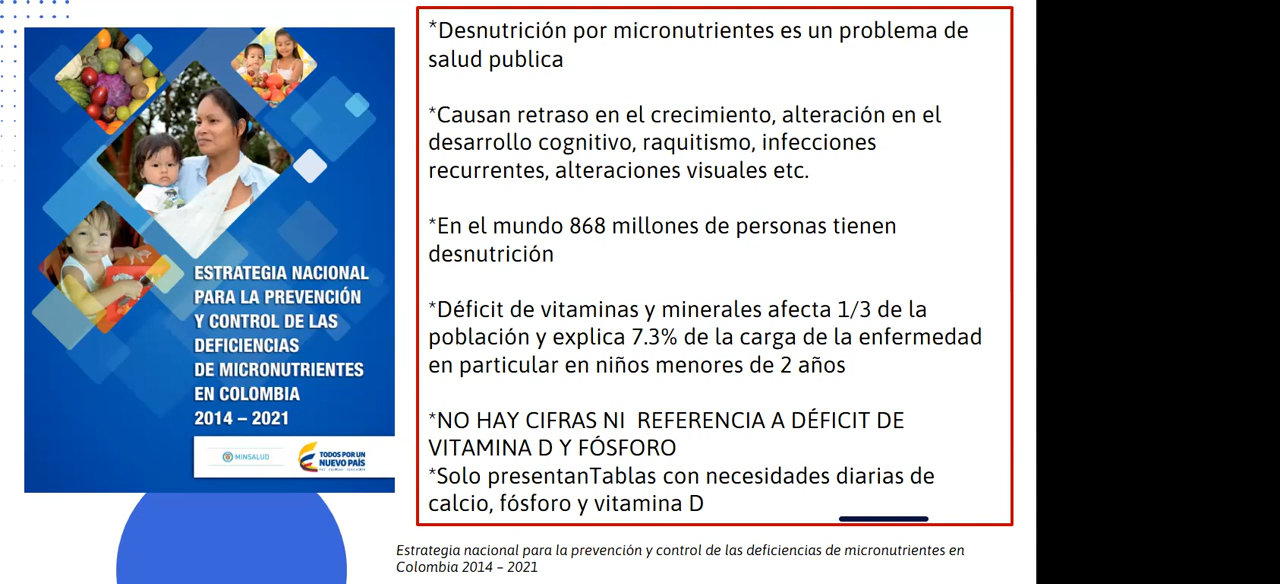 ESTRATEGIA NACIONAL
PARA LA PREVENCIÓN
Y CONTROL DE LAS
DEFICIENCIAS
DE MICRONUTRIENTES
EN COLOMBIA
2014 – 2021
MINSALUD
TODOS POR UN
NUEVO PAÍS
*Desnutrición por micronutrientes es un problema de
salud publica
*Causan retraso en el crecimiento, alteración en el
desarrollo cognitivo, raquitismo, infecciones
recurrentes, alteraciones visuales etc.
*En el mundo 868 millones de personas tienen
desnutrición
*Déficit de vitaminas y minerales afecta 1/3 de la
población y explica 7.3% de la carga de la enfermedad
en particular en niños menores de 2 años
*NO HAY CIFRAS NI  REFERENCIA A DÉFICIT DE
VITAMINA D Y FÓSFORO
*Solo presentanTablas con necesidades diarias de
calcio, fósforo y vitamina D
Estrategia nacional para la prevención y control de las deficiencias de micronutrientes en
Colombia 2014 – 2021